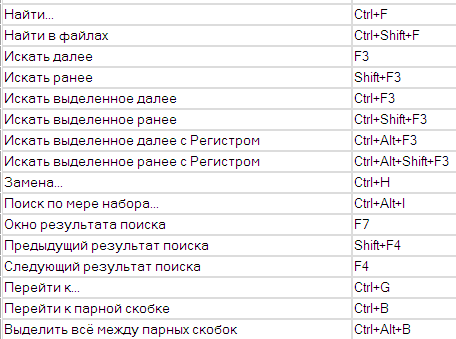 Найти... Ctrl+F
Найти в файлах Ctrl+Shift+F
Искать далее F3
Искать ранее Shift+F3
Искать выделенное далее Ctrl+F3
Искать выделенное ранее Ctrl+Shift+F3
Искать выделенное далее с Регистром Ctrl+Alt+F3
Искать выделенное ранее с Регистром Ctrl+Alt+Shift+F3
Замена... Ctrl+H
Поиск по мере набора... Ctrl+Alt+I
Окно результата поиска F7
Предыдущий результат поиска Shift+F4
Следующий результат поиска F4
Перейти к... Ctrl+G
Перейти к парной скобке Ctrl+B
Выделить всё между парных скобок Ctrl+Alt+B